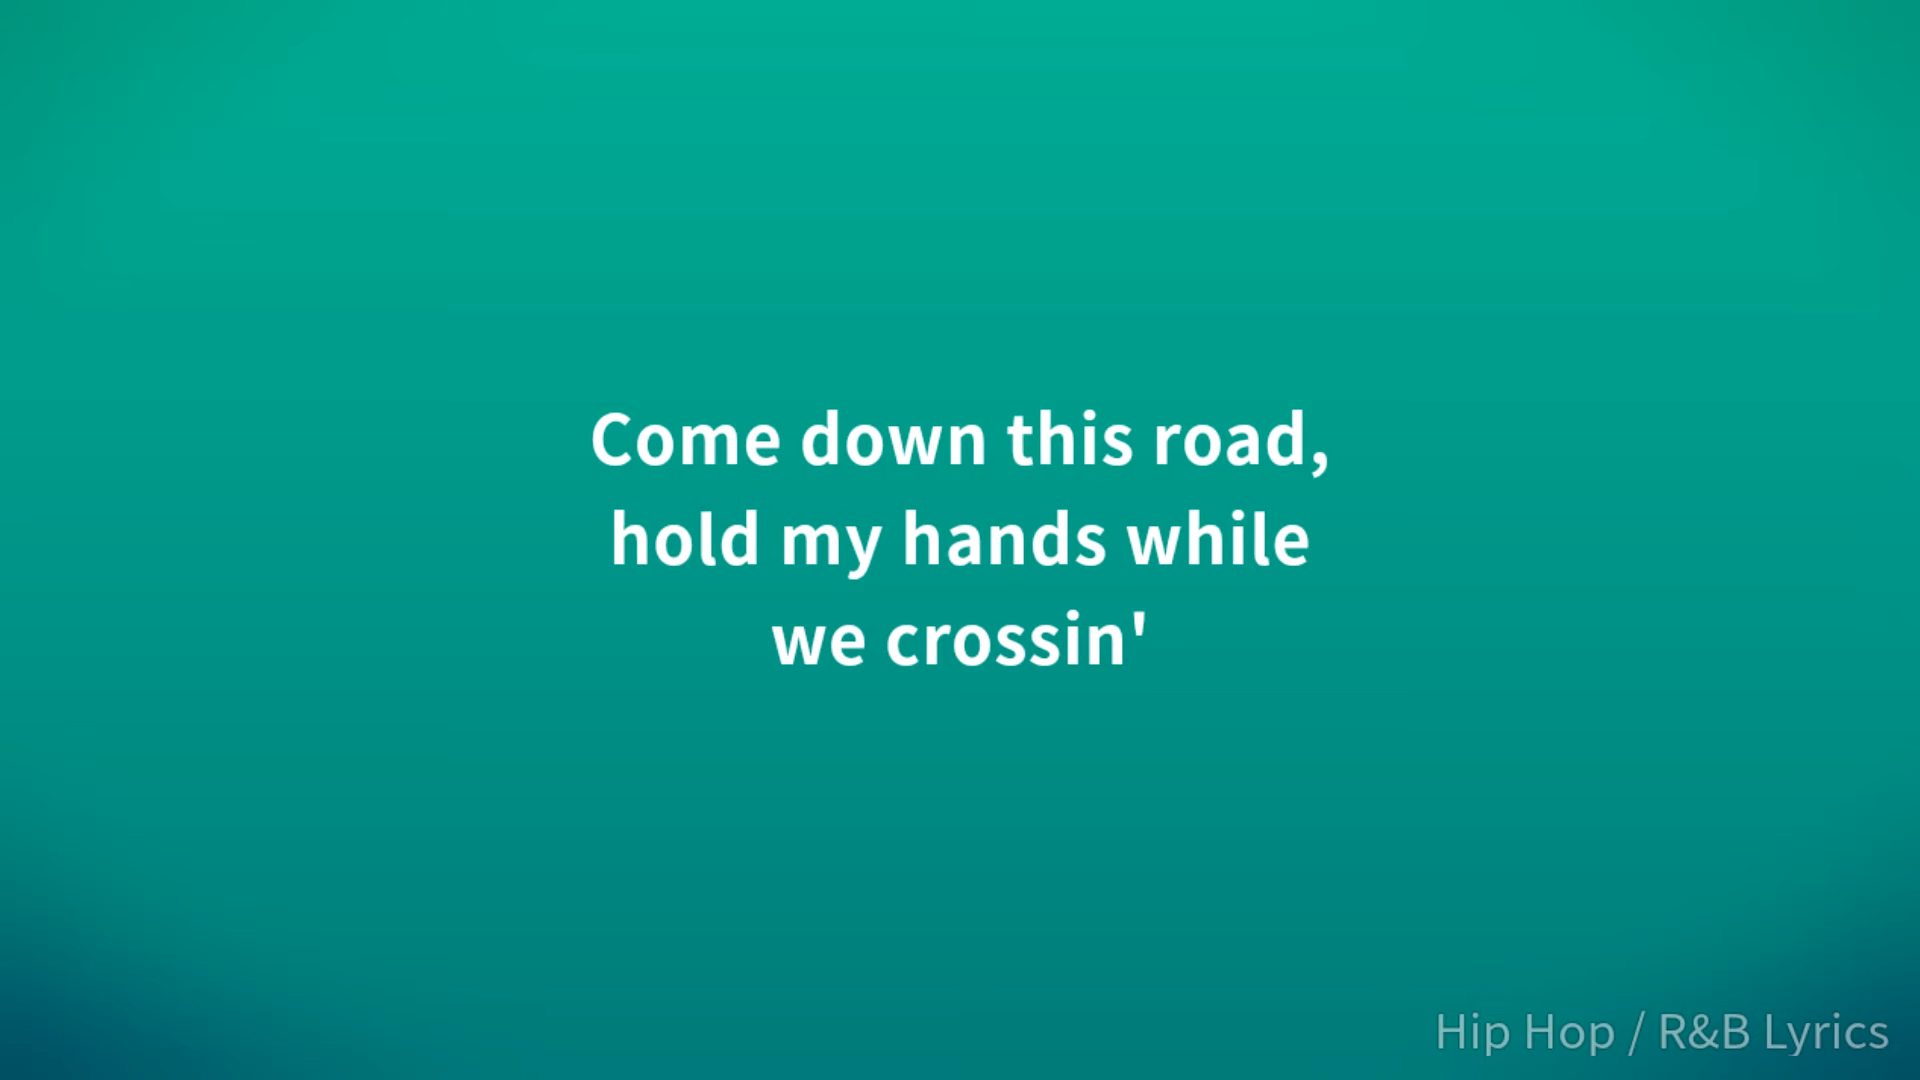 Come down this road,
hold my hands while
we crossin'
Hip Hop / R&B Lyrics